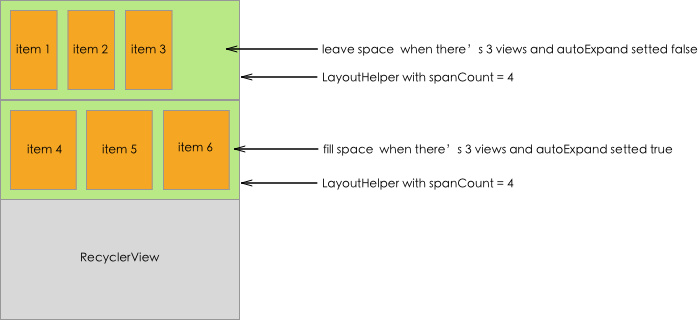 item 1 item 2 item 3
leave space when there’s 3 views and autoExpand setted false
LayoutHelper with spanCount = 4
item 4 item 5 item 6
fill space when there’s 3 views and autoExpand setted true
LayoutHelper with spanCount = 4
RecyclerView